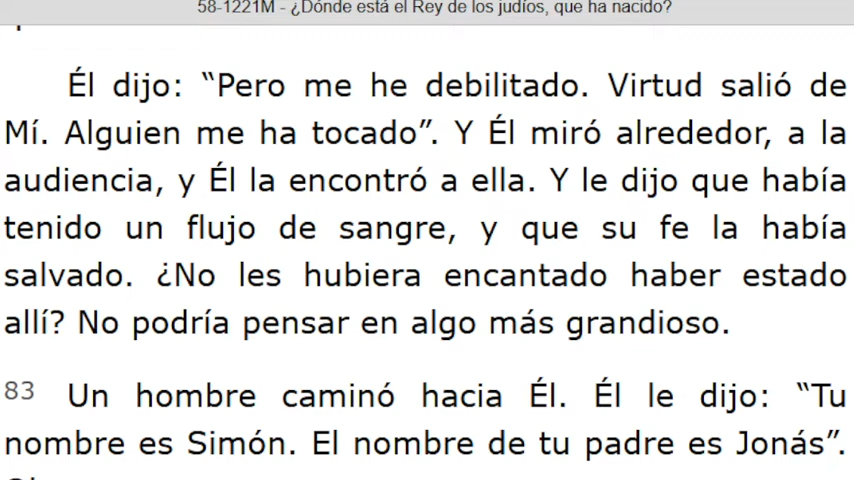 58-1221M - ¿Dónde está el Rey de los judíos, que ha nacido?
Él dijo: “Pero me he debilitado. Virtud salió de
Mí. Alguien me ha tocado”. Y Él miró alrededor, a la
audiencia, y Él la encontró a ella. Y le dijo que había
tenido un flujo de sangre, y que su fe la había
salvado. ¿No les hubiera encantado haber estado
allí? No podría pensar en algo más grandioso.
83 Un hombre caminó hacia Él. Él le dijo: “Tu
nombre es Simón. El nombre de tu padre es Jonás”.